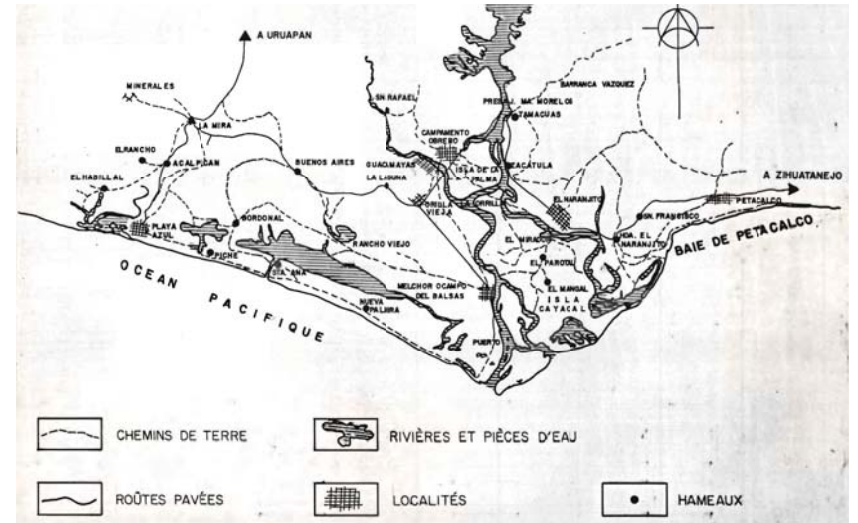 A URUAPAN
MINERALES
LA MIRA
EL RANCHO
ACALPICAN
EL HABILLAL
PLAYA
AZUL
PICHE
BORDONAL
BUENOS AIRES
RANCHO VIEJO
STA. ANA
NUEVA
PALMIRA
OCEAN PACIFIQUE
SN. RAFAEL
CAMPAMENTO
OBRERO
GUACAMAYAS
LA LAGUNA
ORILLA
VIEJA
ISLA DE LA
PALMA
LA ORILLA
MELCHOR OCAMPO
DEL BALSAS
PUERTO
PRESA J. MA. MORELOS
TAMACUAS
BARRANCA VAZQUEZ
ZACATULA
EL NARANJITO
EL MIRADOR
EL PAROTAL
EL MANGAL
ISLA
CAYACAL
SN. FRANCISCO
HDA. EL
NARANJITO
PETACALCO
A ZIHUATANEJO
BAIE DE PETACALCO
CHEMINS DE TERRE
RIVIÈRES ET PIÈCES D'EAU
ROÛTES PAVÉES
LOCALITÉS
HAMEAUX